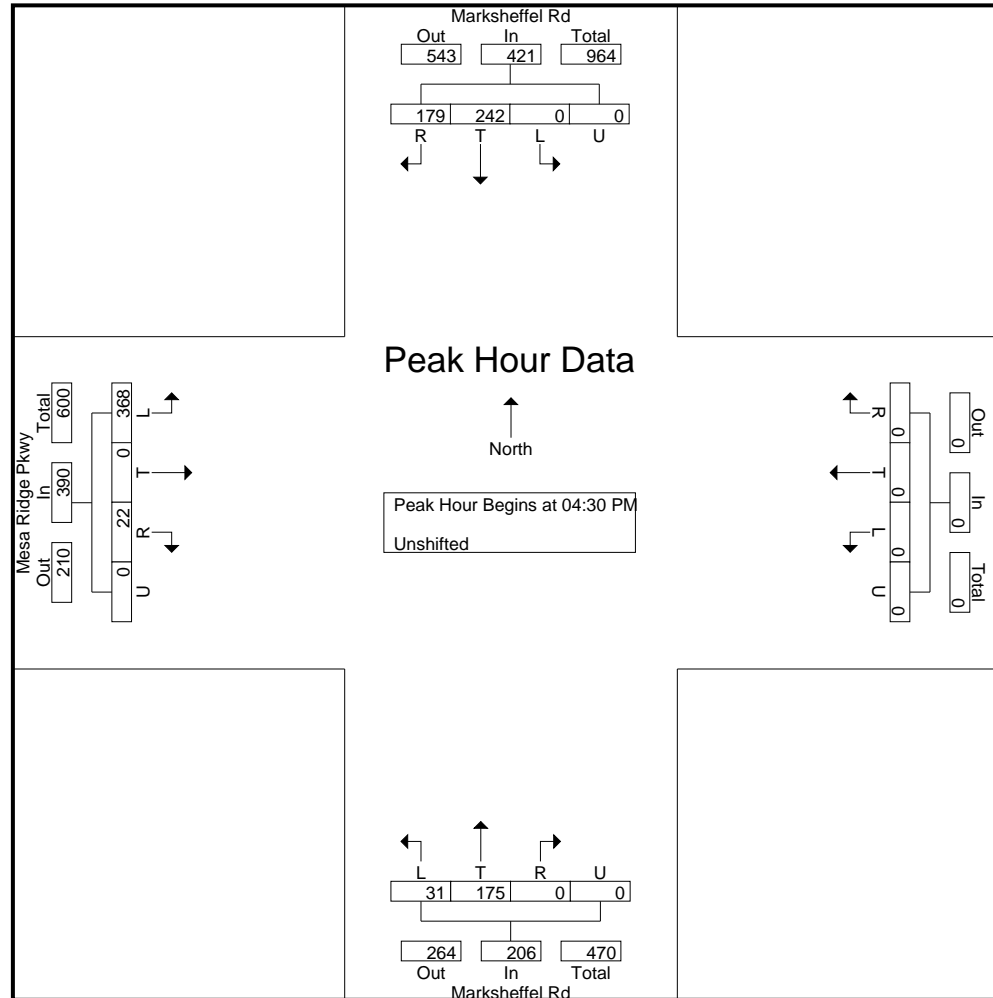 Marksheffel Rd
Out In Total
543 421 964
179 242 0 0
R T L U
Peak Hour Data
North
Peak Hour Begins at 04:30 PM
Unshifted
Mesa Ridge Pkwy
Out In Total
210 390 600
U R T L
0 22 0 368
Out In Total
0 0 0
R T L U
0 0 0 0
L T R U
31 175 0 0
264 206 470
Out In Total
Marksheffel Rd